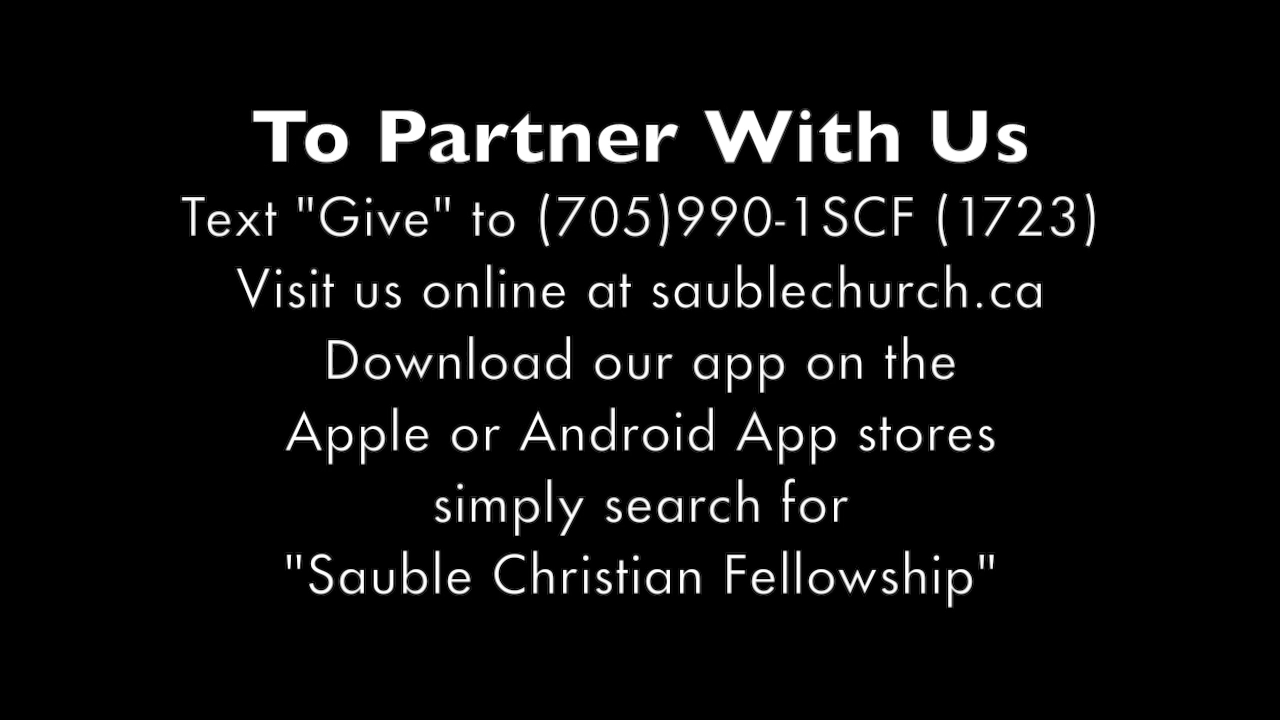 To Partner With Us
Text "Give" to (705)990-1SCF (1723)
Visit us online at saublechurch.ca
Download our app on the
Apple or Android App stores
simply search for
"Sauble Christian Fellowship"